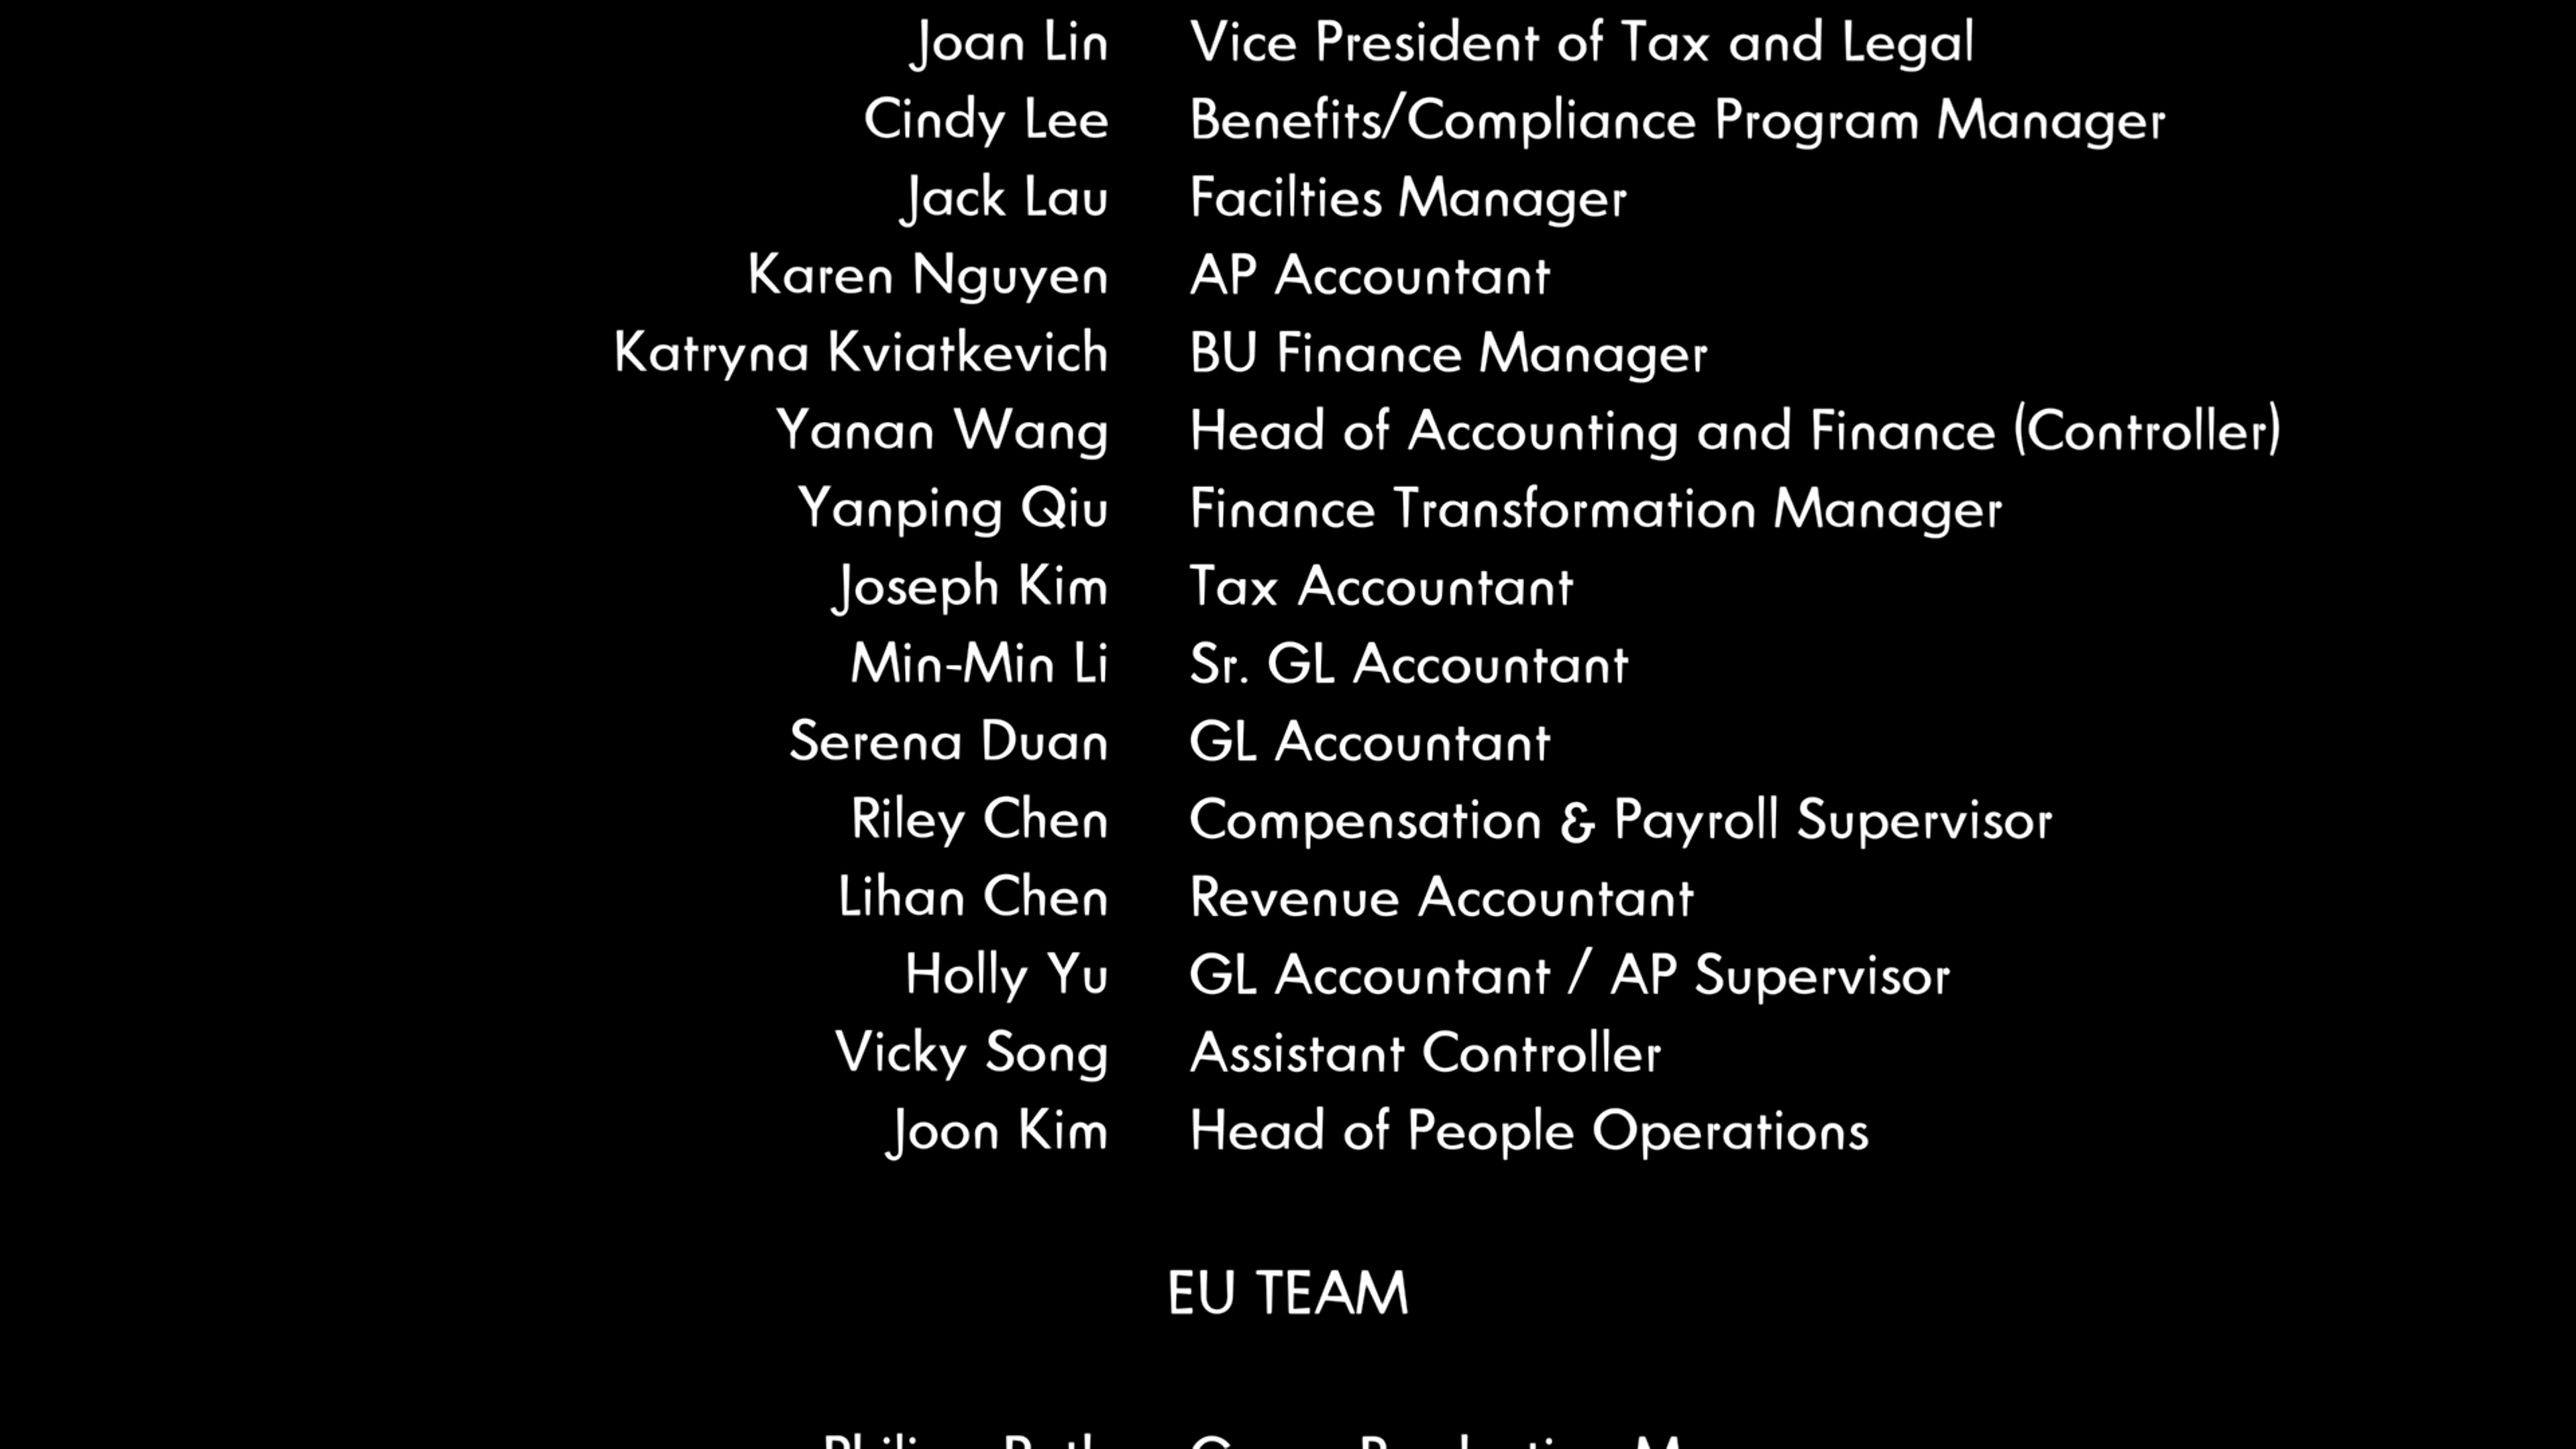 Joan Lin Vice President of Tax and Legal
Cindy Lee Benefits/Compliance Program Manager
Jack Lau Facilties Manager
Karen Nguyen AP Accountant
Katryna Kviatkevich BU Finance Manager
Yanan Wang Head of Accounting and Finance (Controller)
Yanping Qiu Finance Transformation Manager
Joseph Kim Tax Accountant
Min-Min Li Sr. GL Accountant
Serena Duan GL Accountant
Riley Chen Compensation & Payroll Supervisor
Lihan Chen Revenue Accountant
Holly Yu GL Accountant / AP Supervisor
Vicky Song Assistant Controller
Joon Kim Head of People Operations
EU TEAM